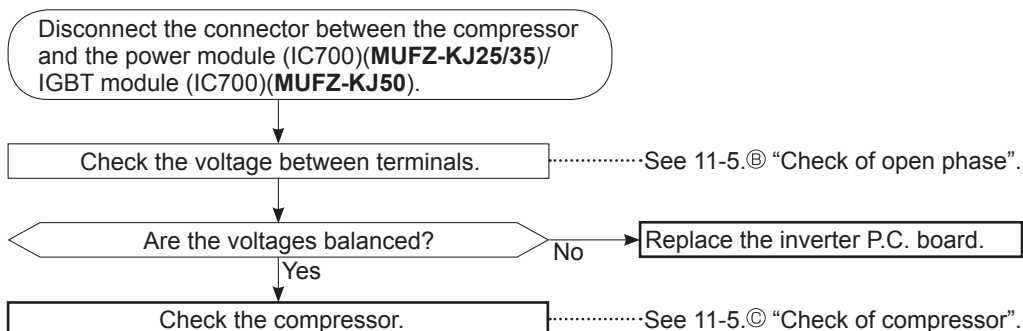 Disconnect the connector between the compressor
and the power module (IC700)(MUFZ-KJ25/35)/
IGBT module (IC700)(MUFZ-KJ50).
Check the voltage between terminals.
See 11-5.Ⓑ “Check of open phase”.
Are the voltages balanced?
No
Replace the inverter P.C. board.
Yes
Check the compressor.
See 11-5.Ⓒ “Check of compressor”.